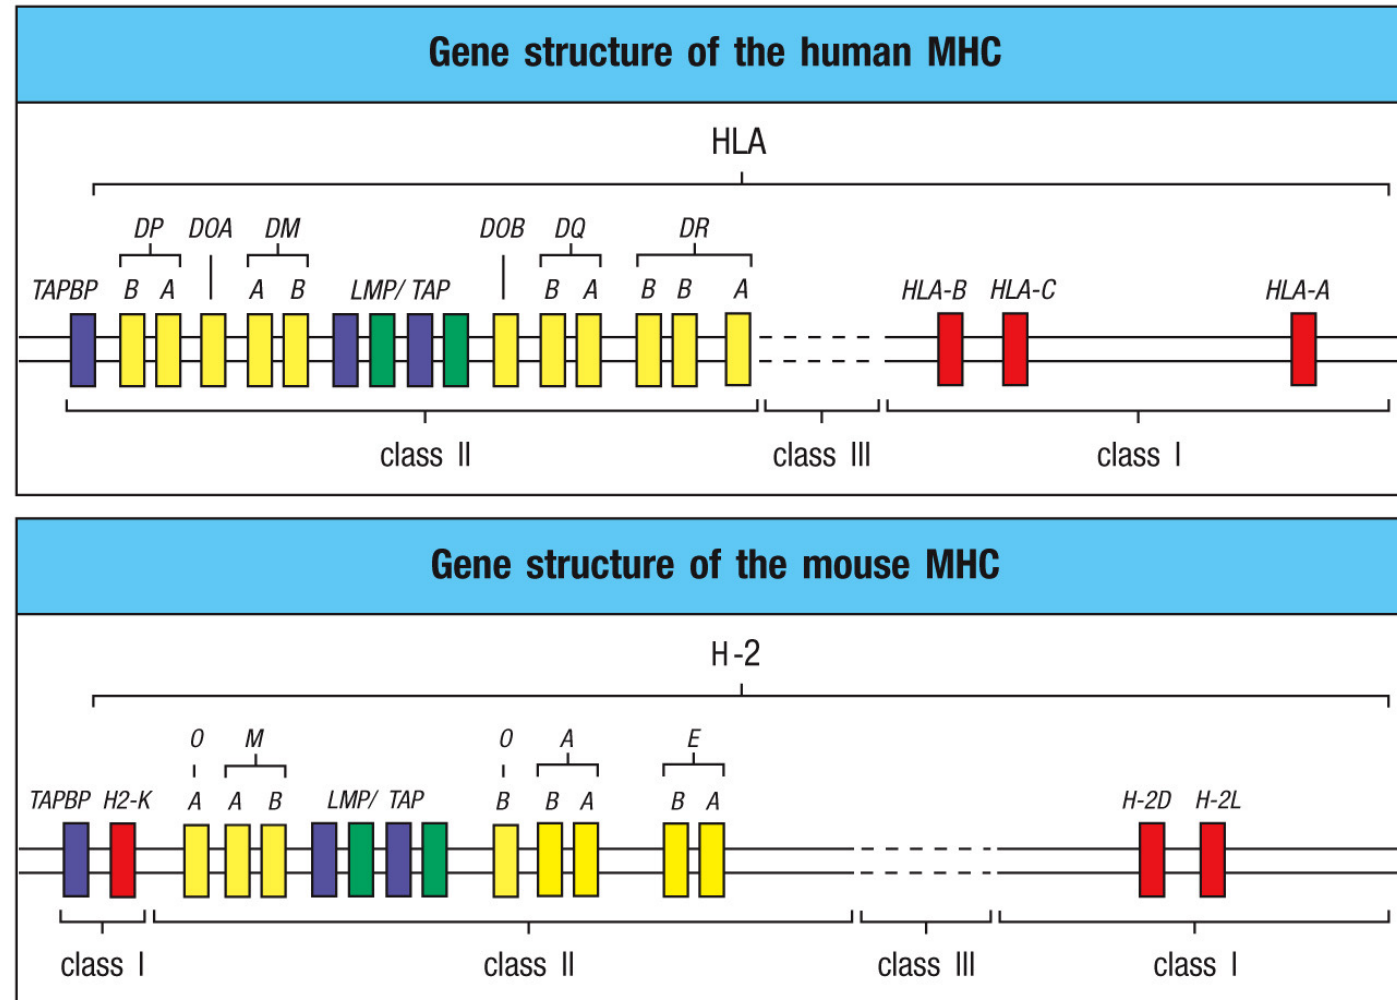 Gene structure of the human MHC
HLA
DP DOA DM DOB DQ DR
TAPBP B A A B LMP/ TAP B A B B A HLA-B HLA-C HLA-A
class II class III class I
Gene structure of the mouse MHC
H-2
O M O A E
TAPBP H2-K A A B LMP/ TAP B B A B A H-2D H-2L
class I class II class III class I